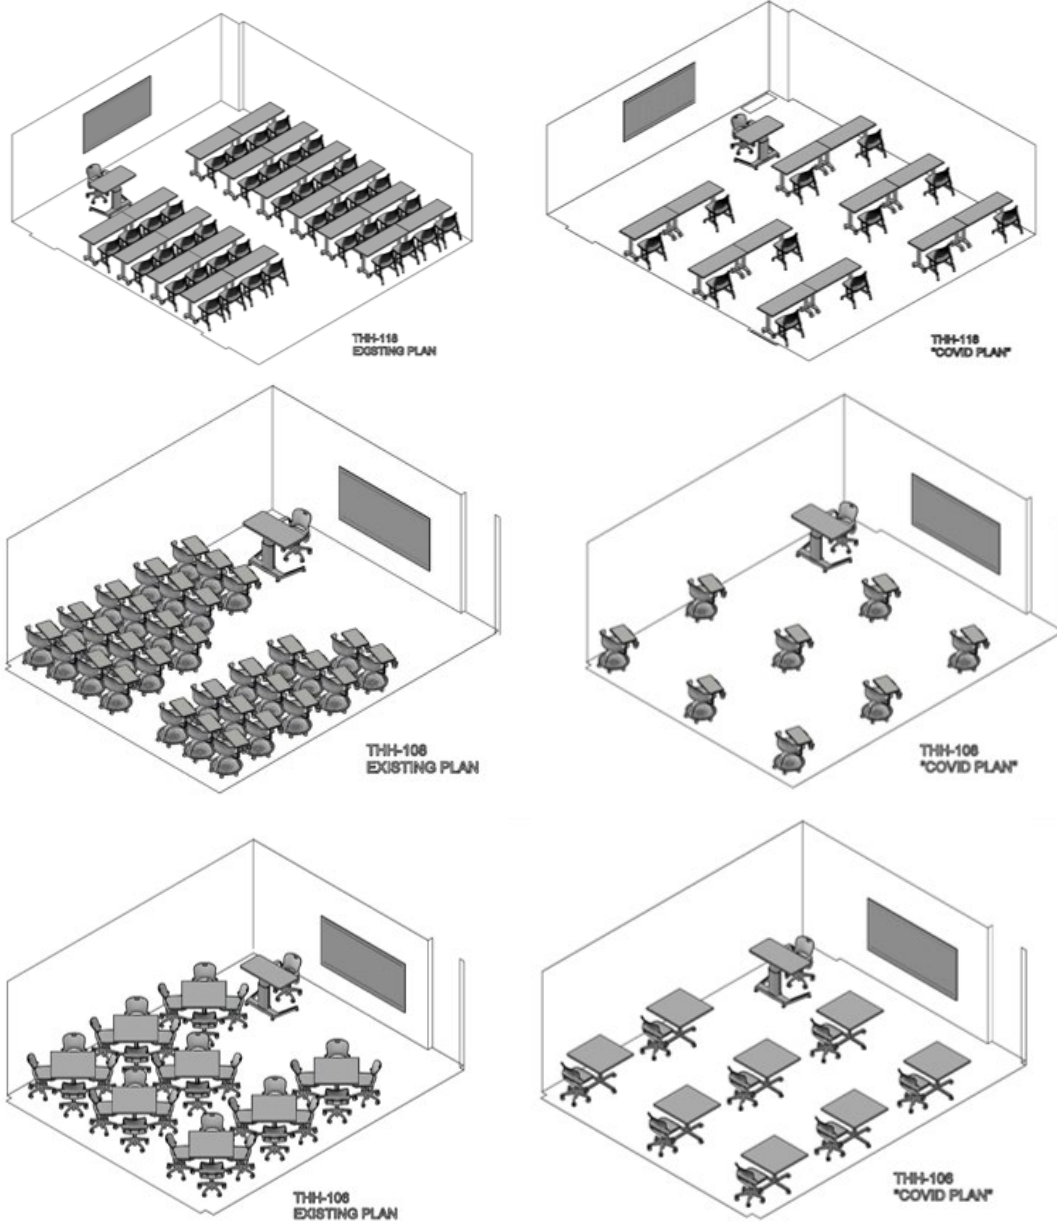 THH-118
EXISTING PLAN
THH-118
"COVID PLAN"
THH-108
EXISTING PLAN
THH-108
"COVID PLAN"
THH-106
EXISTING PLAN
THH-106
"COVID PLAN"